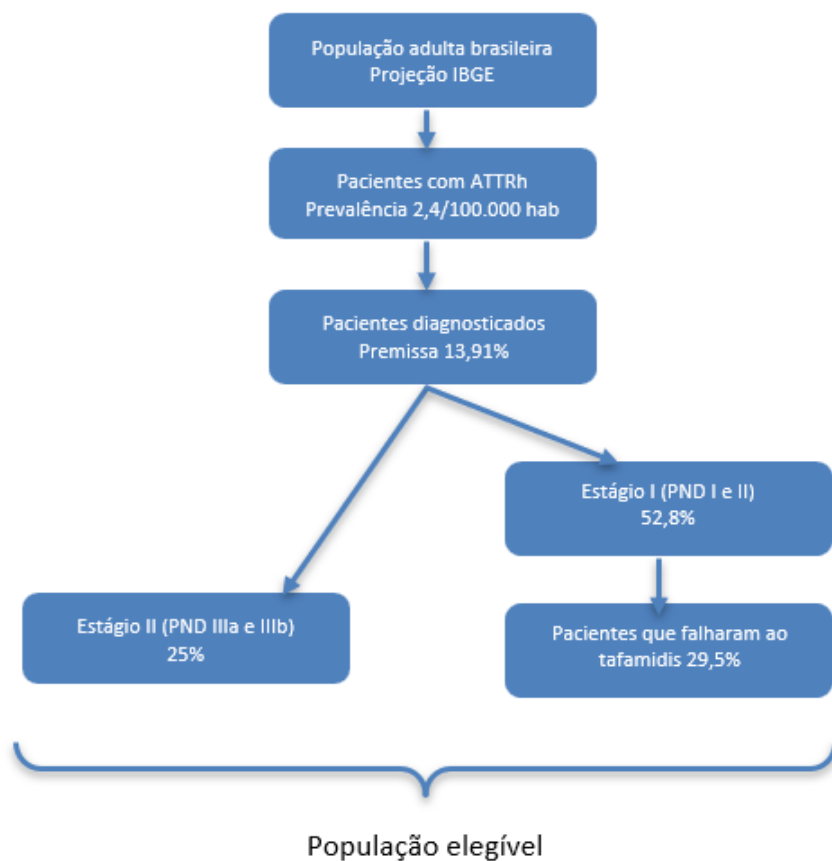 População adulta brasileira
Projeção IBGE
Pacientes com ATTRh
Prevalência 2,4/100.000 hab
Pacientes diagnosticados
Premissa 13,91%
Estágio I (PND I e II)
52,8%
Estágio II (PND IIIa e IIIb)
25%
Pacientes que falharam ao
tafamidis 29,5%
População elegível